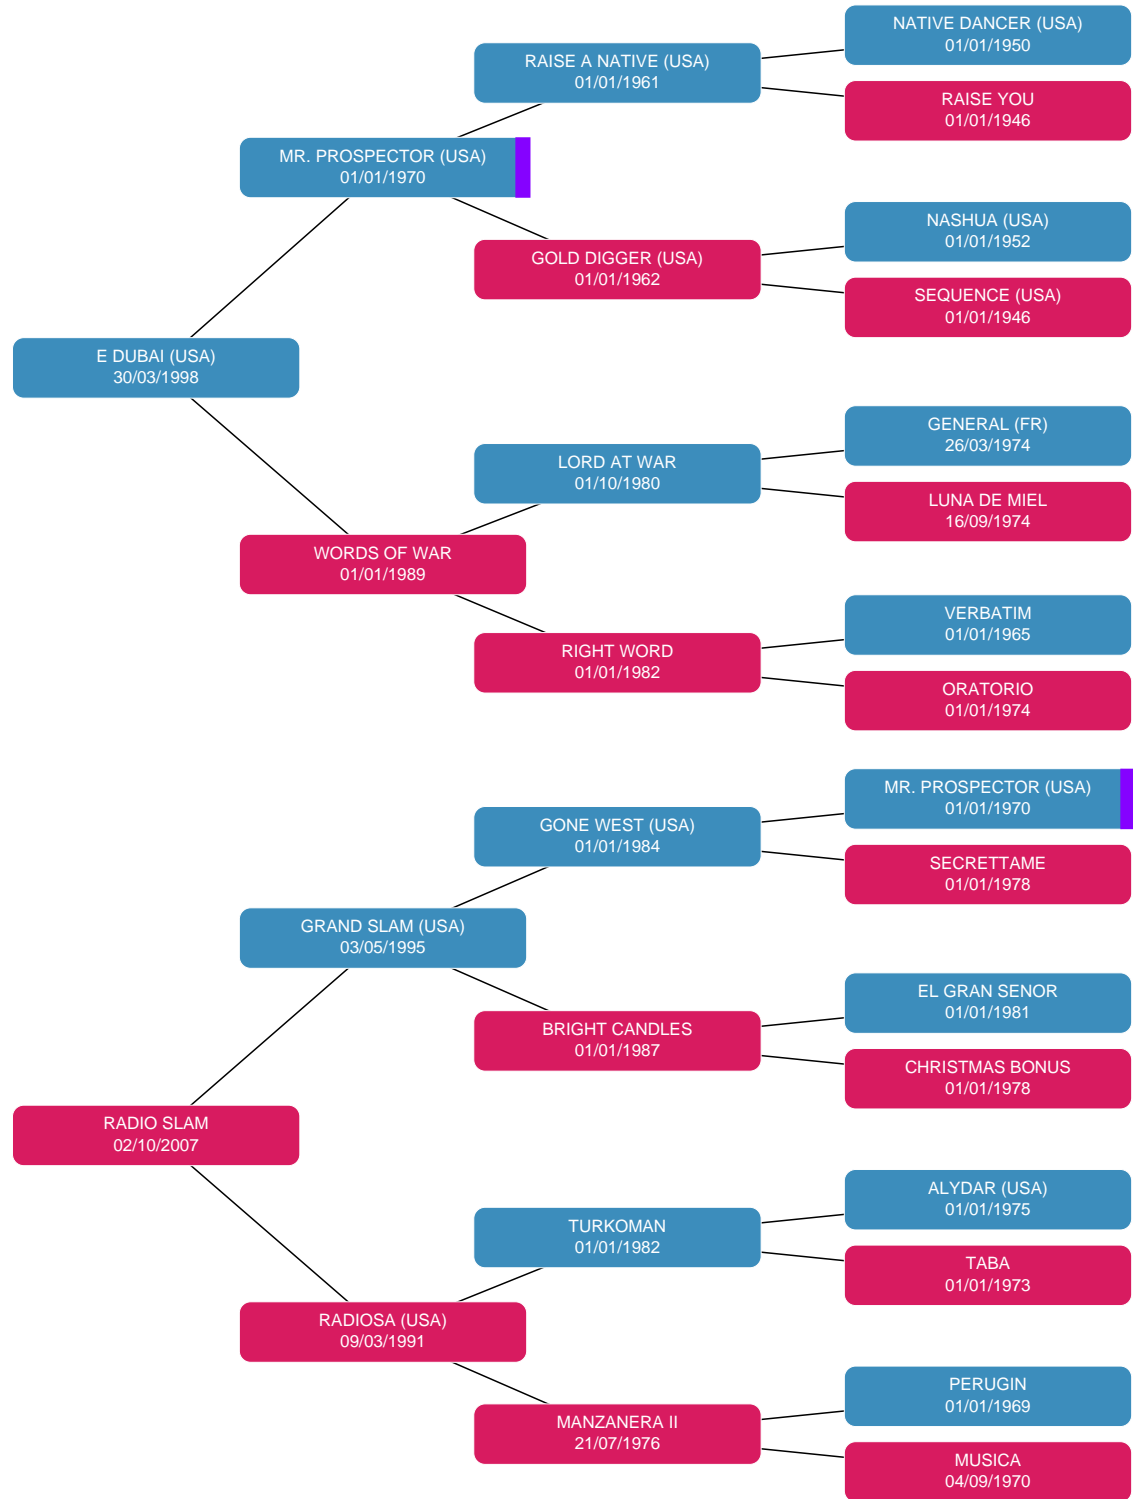 NATIVE DANCER (USA)
01/01/1950
RAISE A NATIVE (USA)
01/01/1961
RAISE YOU
01/01/1946
MR. PROSPECTOR (USA)
01/01/1970
NASHUA (USA)
01/01/1952
GOLD DIGGER (USA)
01/01/1962
SEQUENCE (USA)
01/01/1946
E DUBAI (USA)
30/03/1998
GENERAL (FR)
26/03/1974
LORD AT WAR
01/10/1980
LUNA DE MIEL
16/09/1974
WORDS OF WAR
01/01/1989
VERBATIM
01/01/1965
RIGHT WORD
01/01/1982
ORATORIO
01/01/1974
MR. PROSPECTOR (USA)
01/01/1970
GONE WEST (USA)
01/01/1984
SECRETTAME
01/01/1978
GRAND SLAM (USA)
03/05/1995
EL GRAN SENOR
01/01/1981
BRIGHT CANDLES
01/01/1987
CHRISTMAS BONUS
01/01/1978
RADIO SLAM
02/10/2007
ALYDAR (USA)
01/01/1975
TURKOMAN
01/01/1982
TABA
01/01/1973
RADIOSA (USA)
09/03/1991
PERUGIN
01/01/1969
MANZANERA II
21/07/1976
MUSICA
04/09/1970